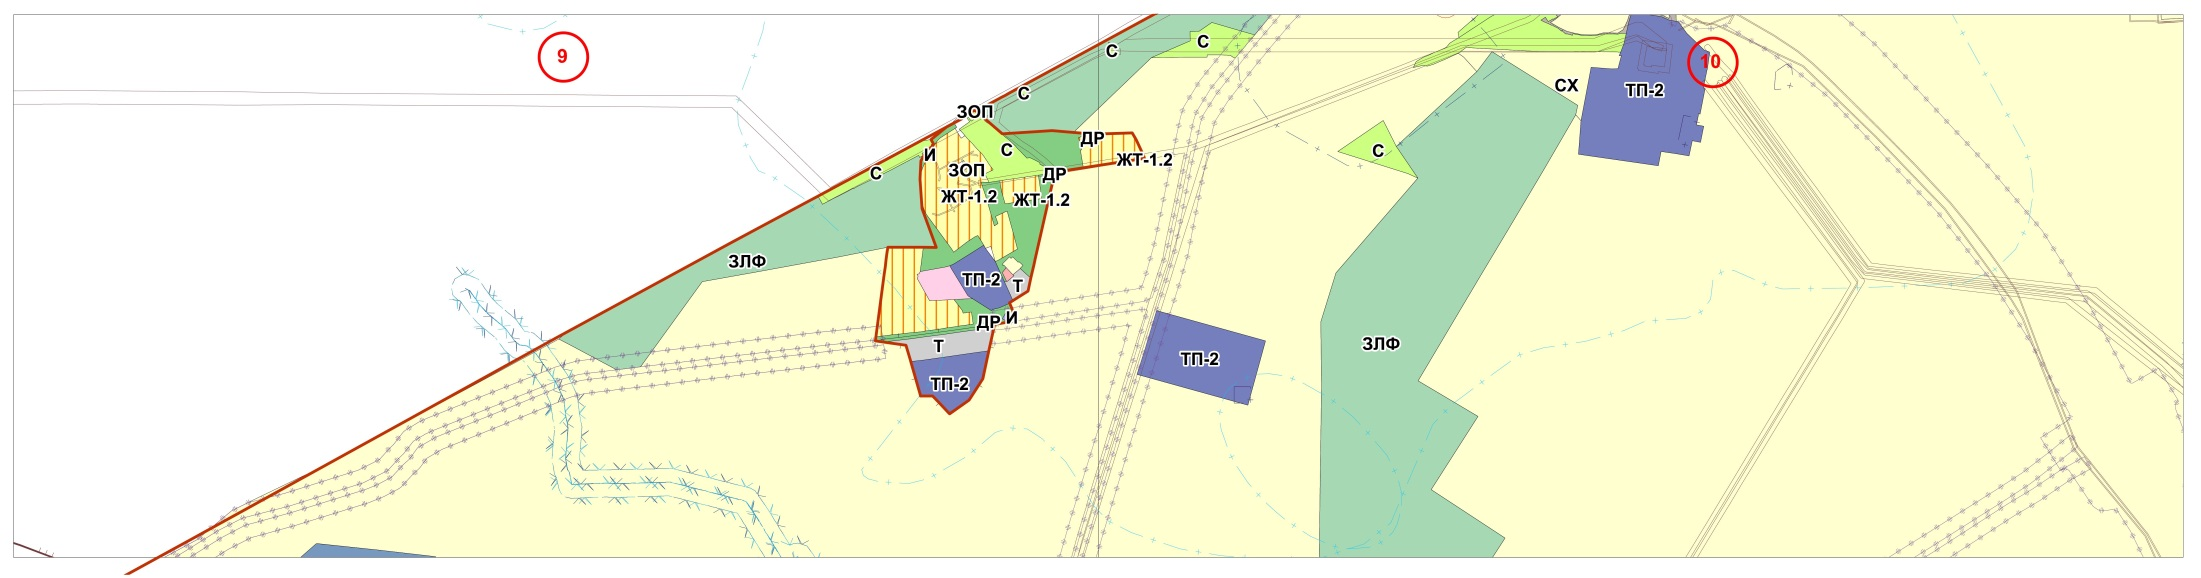 С
С
9
10
СХ
ТП-2
С
ЗОП
ДР
С
С
И
ЖТ-1.2
ЗОП
С
ДР
ЖТ-1.2
ЖТ-1.2
ЗЛФ
ТП-2
Т
ДР
И
Т
ЗЛФ
ТП-2
ТП-2